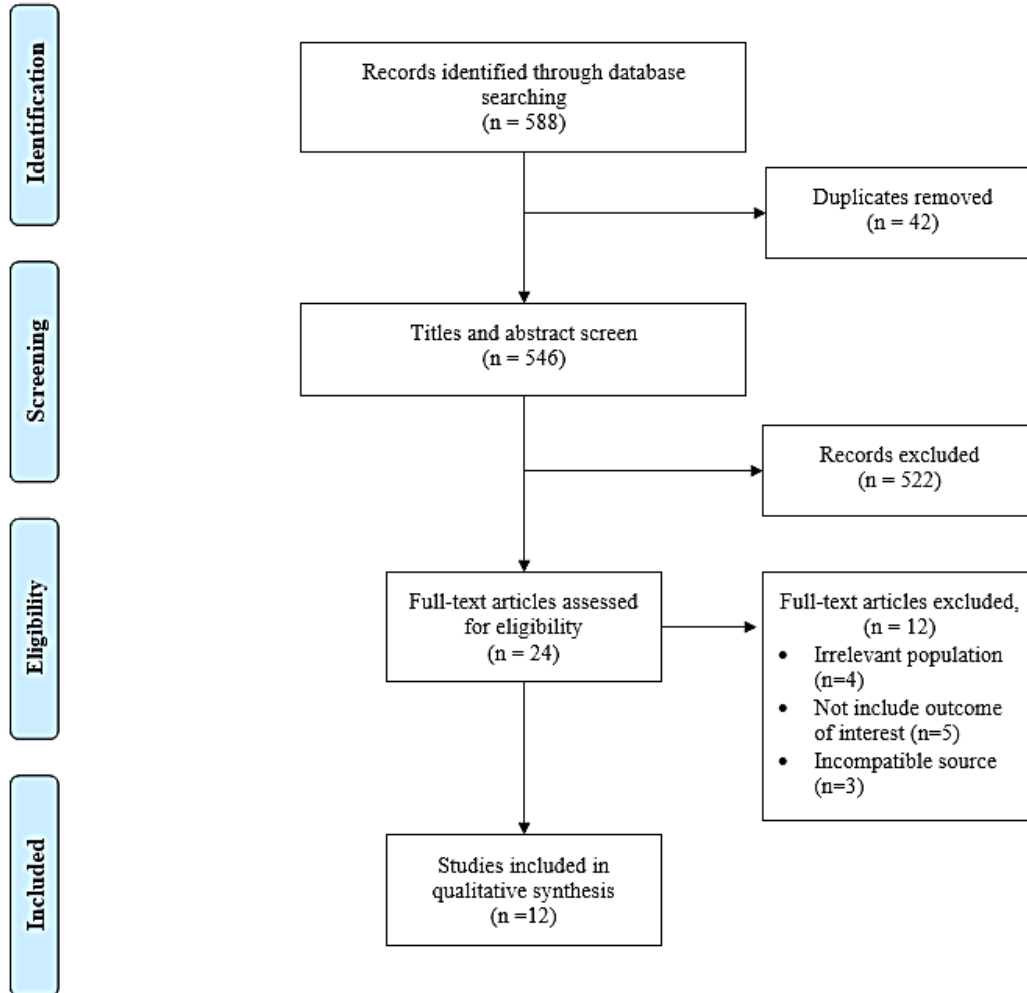 Identification
Records identified through database
searching
(n = 588)
Duplicates removed
(n = 42)
Screening
Titles and abstract screen
(n = 546)
Records excluded
(n = 522)
Eligibility
Full-text articles assessed
for eligibility
(n = 24)
Full-text articles excluded,
(n = 12)
• Irrelevant population
(n=4)
• Not include outcome
of interest (n=5)
• Incompatible source
(n=3)
Included
Studies included in
qualitative synthesis
(n =12)